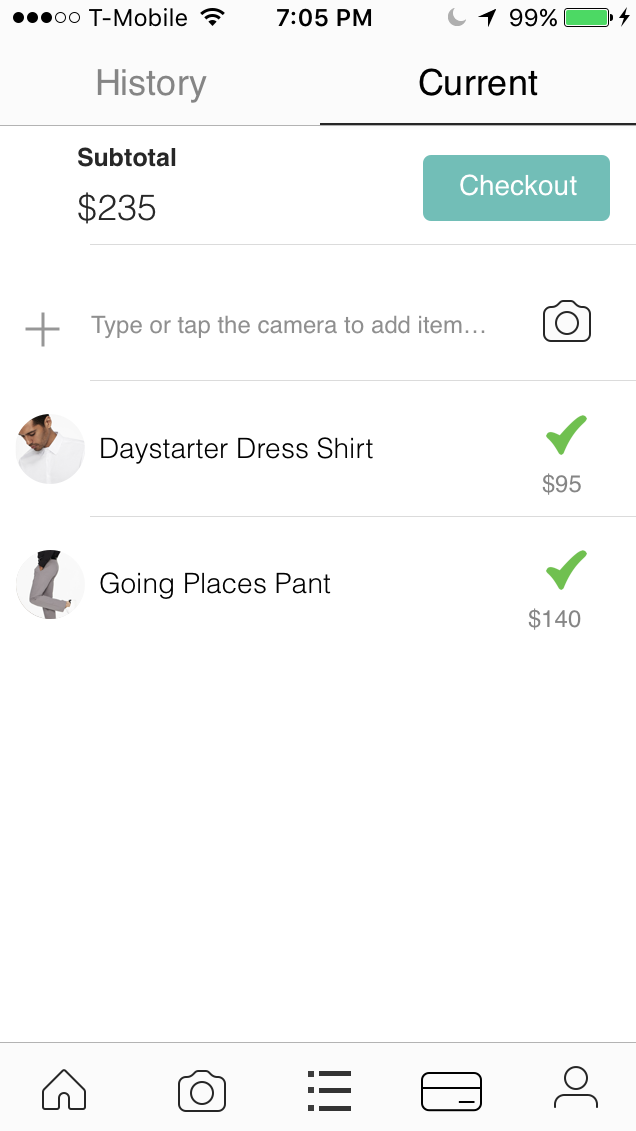 T-Mobile 7:05 PM 99%
History Current
Subtotal
$235
Checkout
Type or tap the camera to add item...
Daystarter Dress Shirt
$95
Going Places Pant
$140